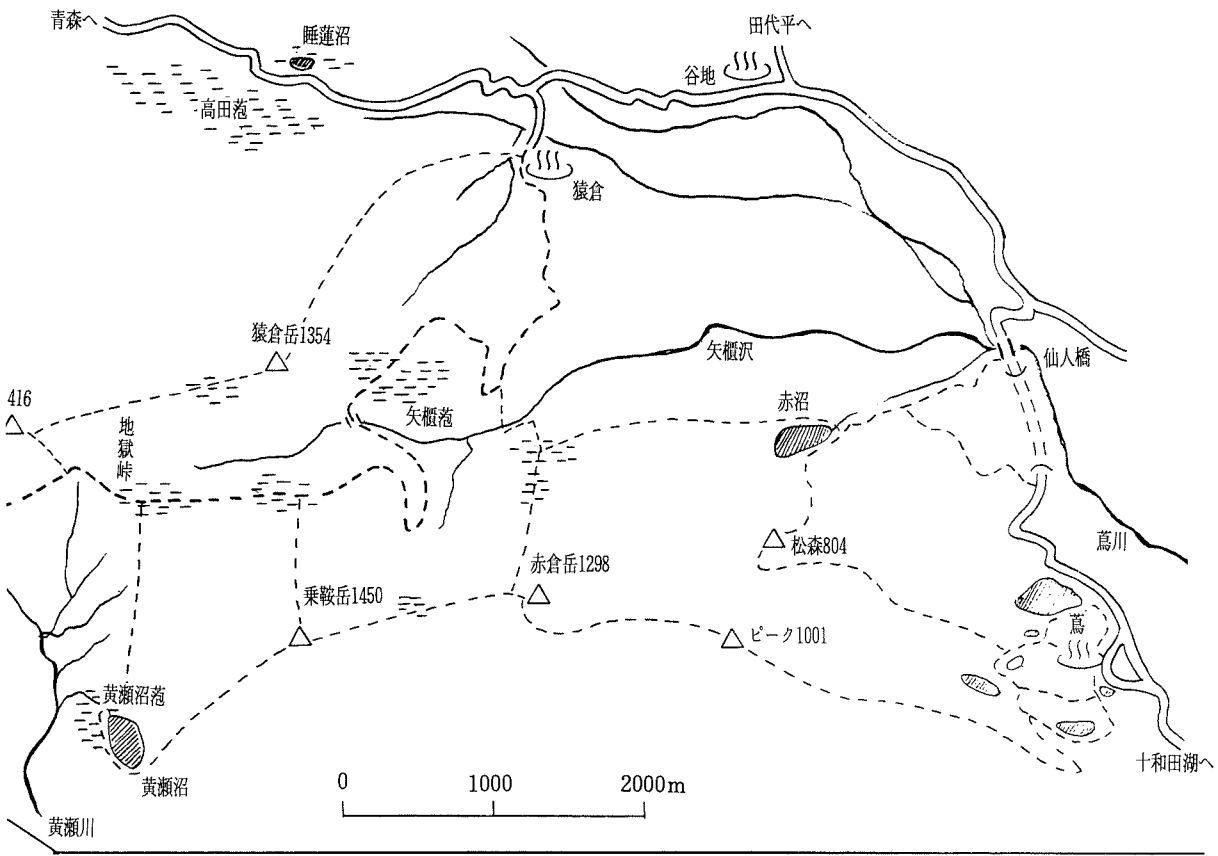 青森へ
睡蓮沼
田代平へ
谷地
高田萢
猿倉
猿倉岳1354
矢櫃沢
仙人橋
416
地獄峠
矢櫃萢
赤沼
蔦川
松森804
赤倉岳1298
乗鞍岳1450
ピーク1001
蔦
黄瀬沼萢
黄瀬沼
十和田湖へ
0 1000 2000m
黄瀬川